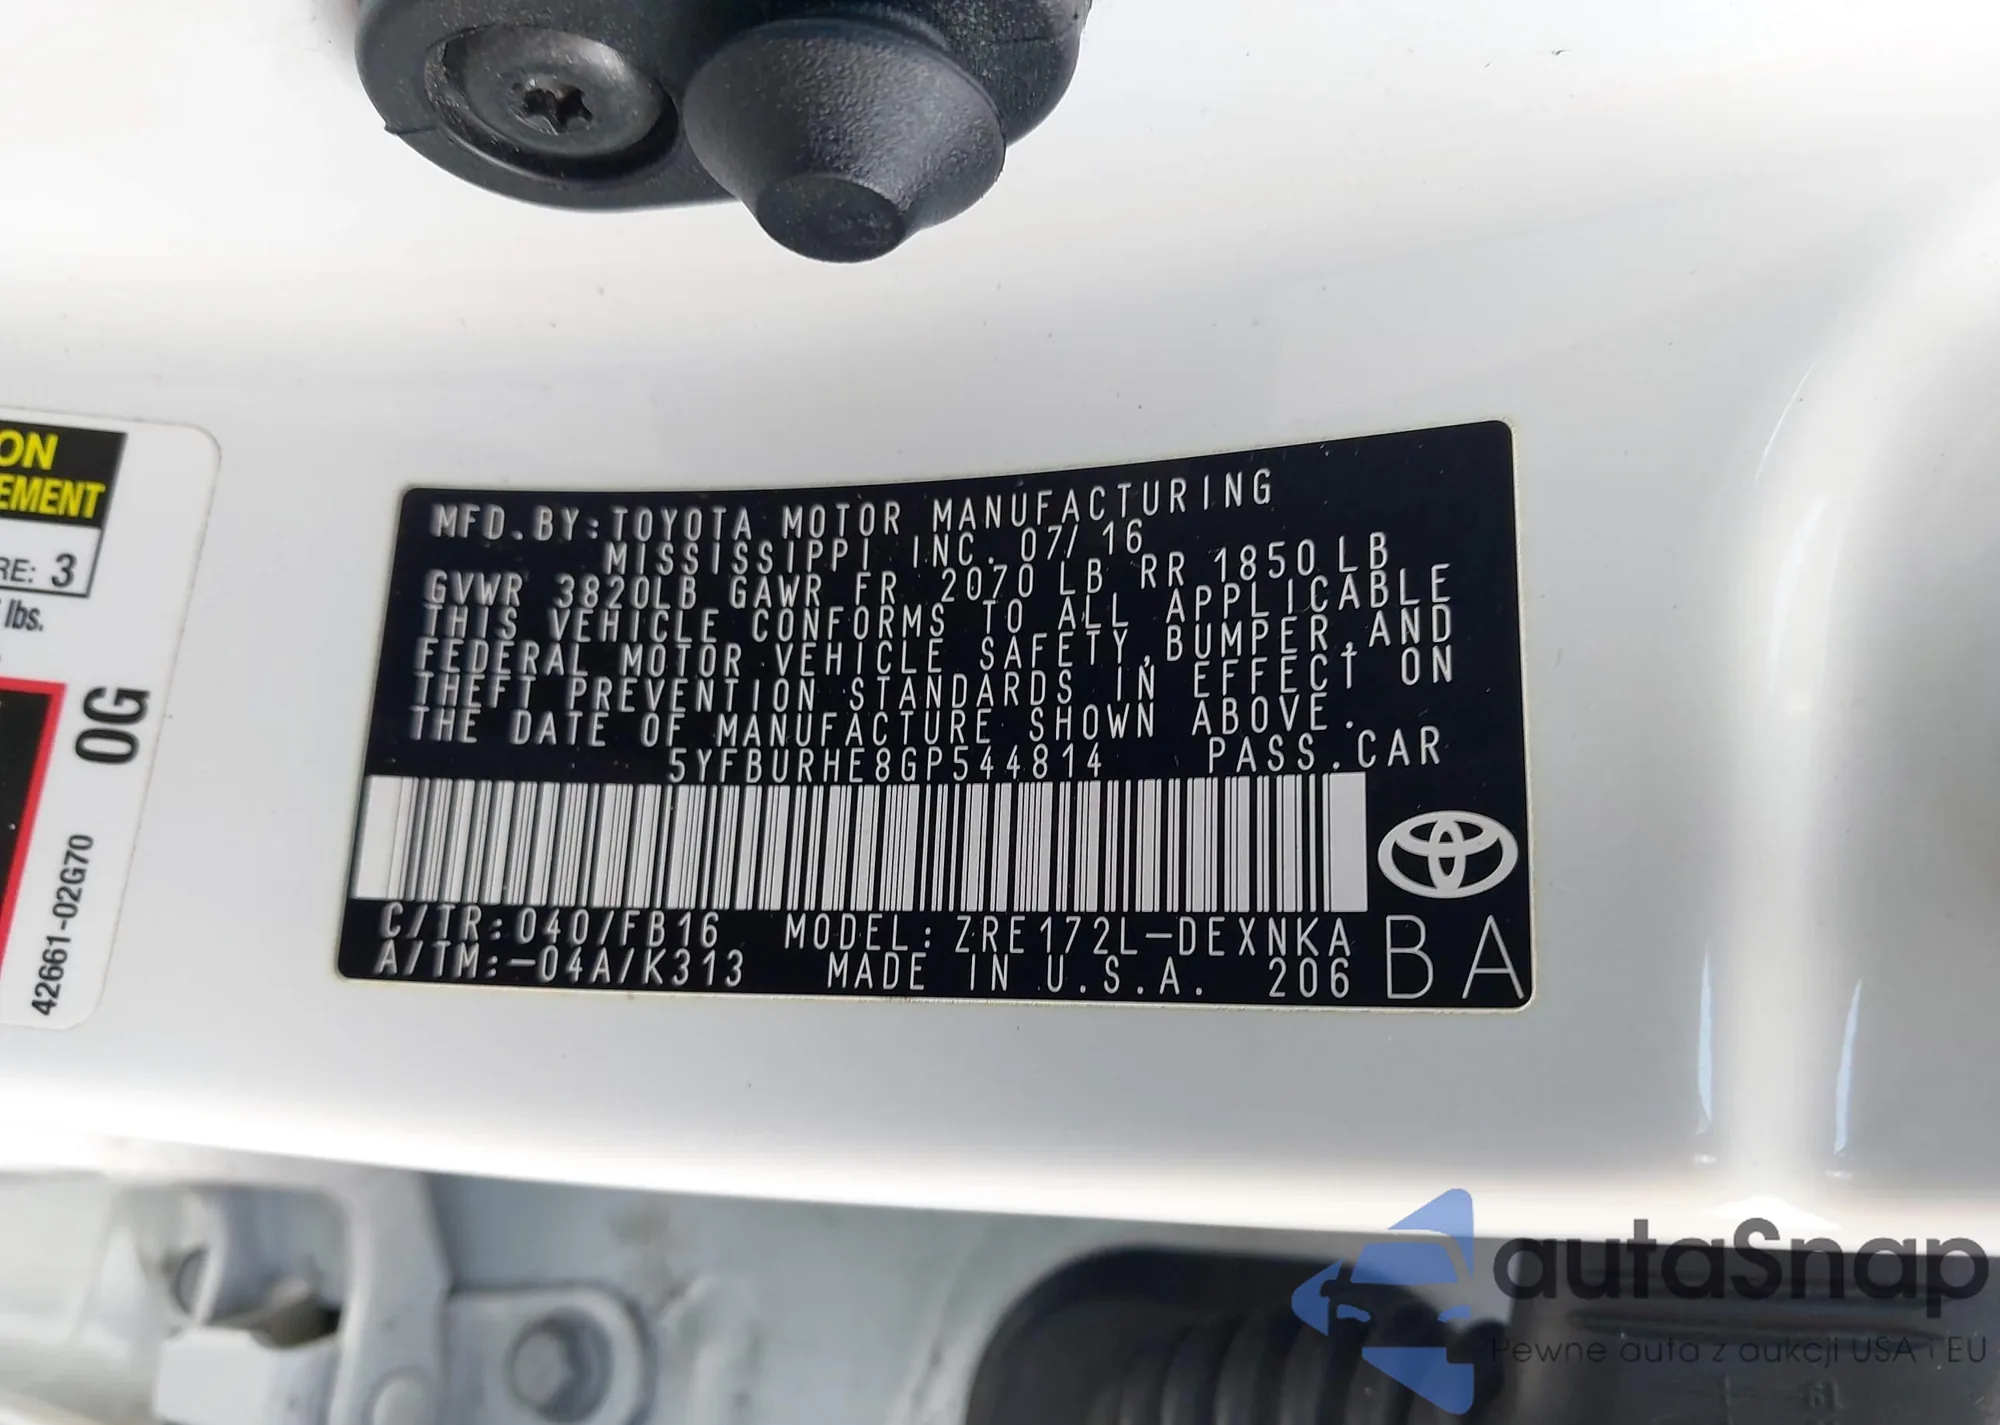 MFD.BY:TOYOTA MOTOR MANUFACTURING
MISSISSIPPI INC. 07/16
GVWR 3820LB GAWR FR 2070LB RR 1850LB
THIS VEHICLE CONFORMS TO ALL APPLICABLE
FEDERAL MOTOR VEHICLE SAFETY,BUMPER,AND
THEFT PREVENTION STANDARDS IN EFFECT ON
THE DATE OF MANUFACTURE SHOWN ABOVE.
5YFBURHE8GP544814 PASS.CAR
C/TR:040/FB16 MODEL:ZRE172L-DEXNKA
A/TM:-04A/K313 MADE IN U.S.A. 206
BA
ON
EMENT
RE: 3
lbs.
0G
42661-02G70
autaSnap
Pewne auta z aukcji USA i EU